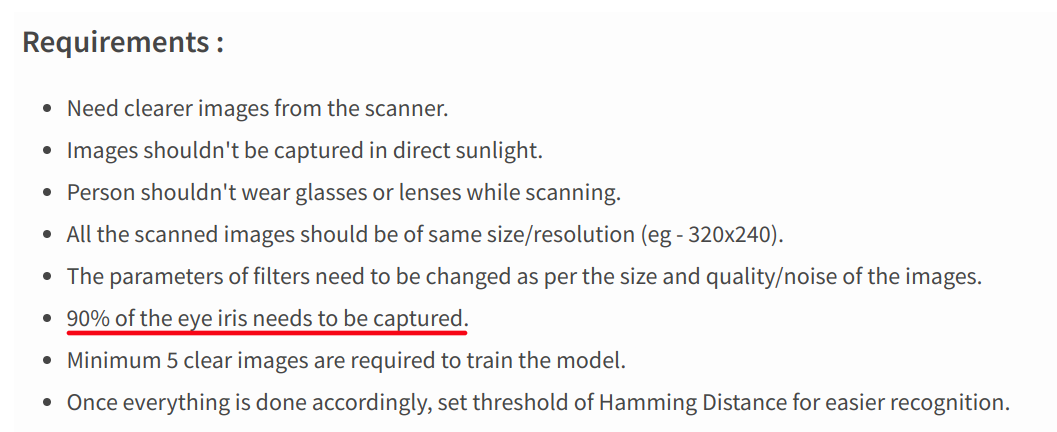 Requirements :
• Need clearer images from the scanner.
• Images shouldn't be captured in direct sunlight.
• Person shouldn't wear glasses or lenses while scanning.
• All the scanned images should be of same size/resolution (eg - 320x240).
• The parameters of filters need to be changed as per the size and quality/noise of the images.
• 90% of the eye iris needs to be captured.
• Minimum 5 clear images are required to train the model.
• Once everything is done accordingly, set threshold of Hamming Distance for easier recognition.